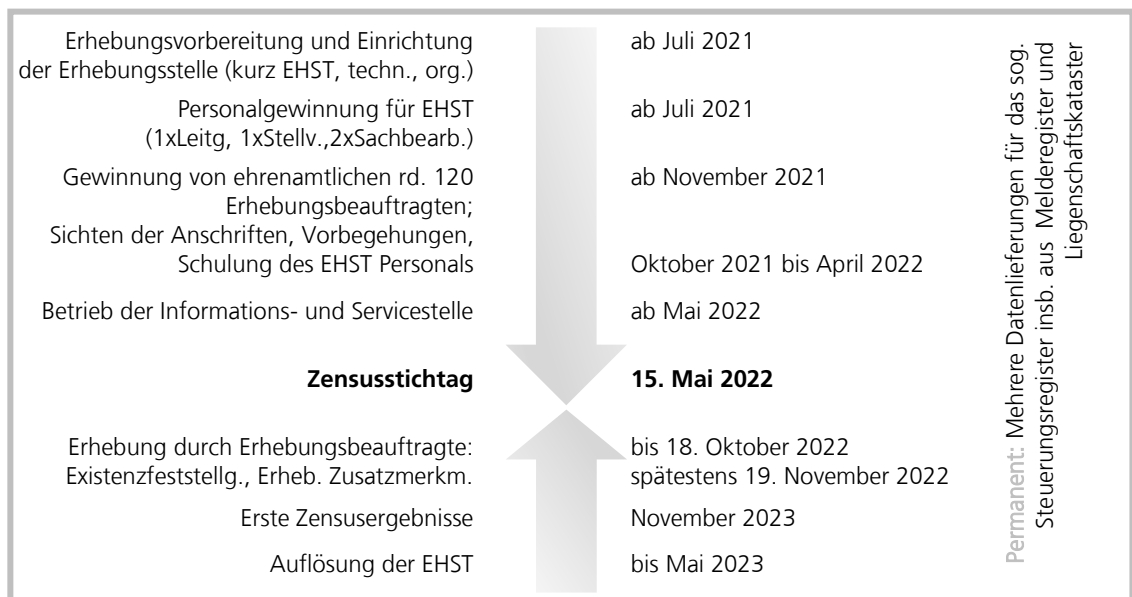 Erhebungsvorbereitung und Einrichtung
der Erhebungsstelle (kurz EHST, techn., org.)
ab Juli 2021
Personalgewinnung für EHST
(1xLeitg, 1xStellv.,2xSachbearb.)
ab Juli 2021
Gewinnung von ehrenamtlichen rd. 120
Erhebungsbeauftragten;
ab November 2021
Sichten der Anschriften, Vorbegehungen,
Schulung des EHST Personals
Oktober 2021 bis April 2022
Betrieb der Informations- und Servicestelle
ab Mai 2022
Zensusstichtag
15. Mai 2022
Erhebung durch Erhebungsbeauftragte:
bis 18. Oktober 2022
Existenzfeststellg., Erheb. Zusatzmerkm.
spätestens 19. November 2022
Erste Zensusergebnisse
November 2023
Auflösung der EHST
bis Mai 2023
Permanent: Mehrere Datenlieferungen für das sog.
Steuerungsregister insb. aus Melderegister und
Liegenschaftskataster